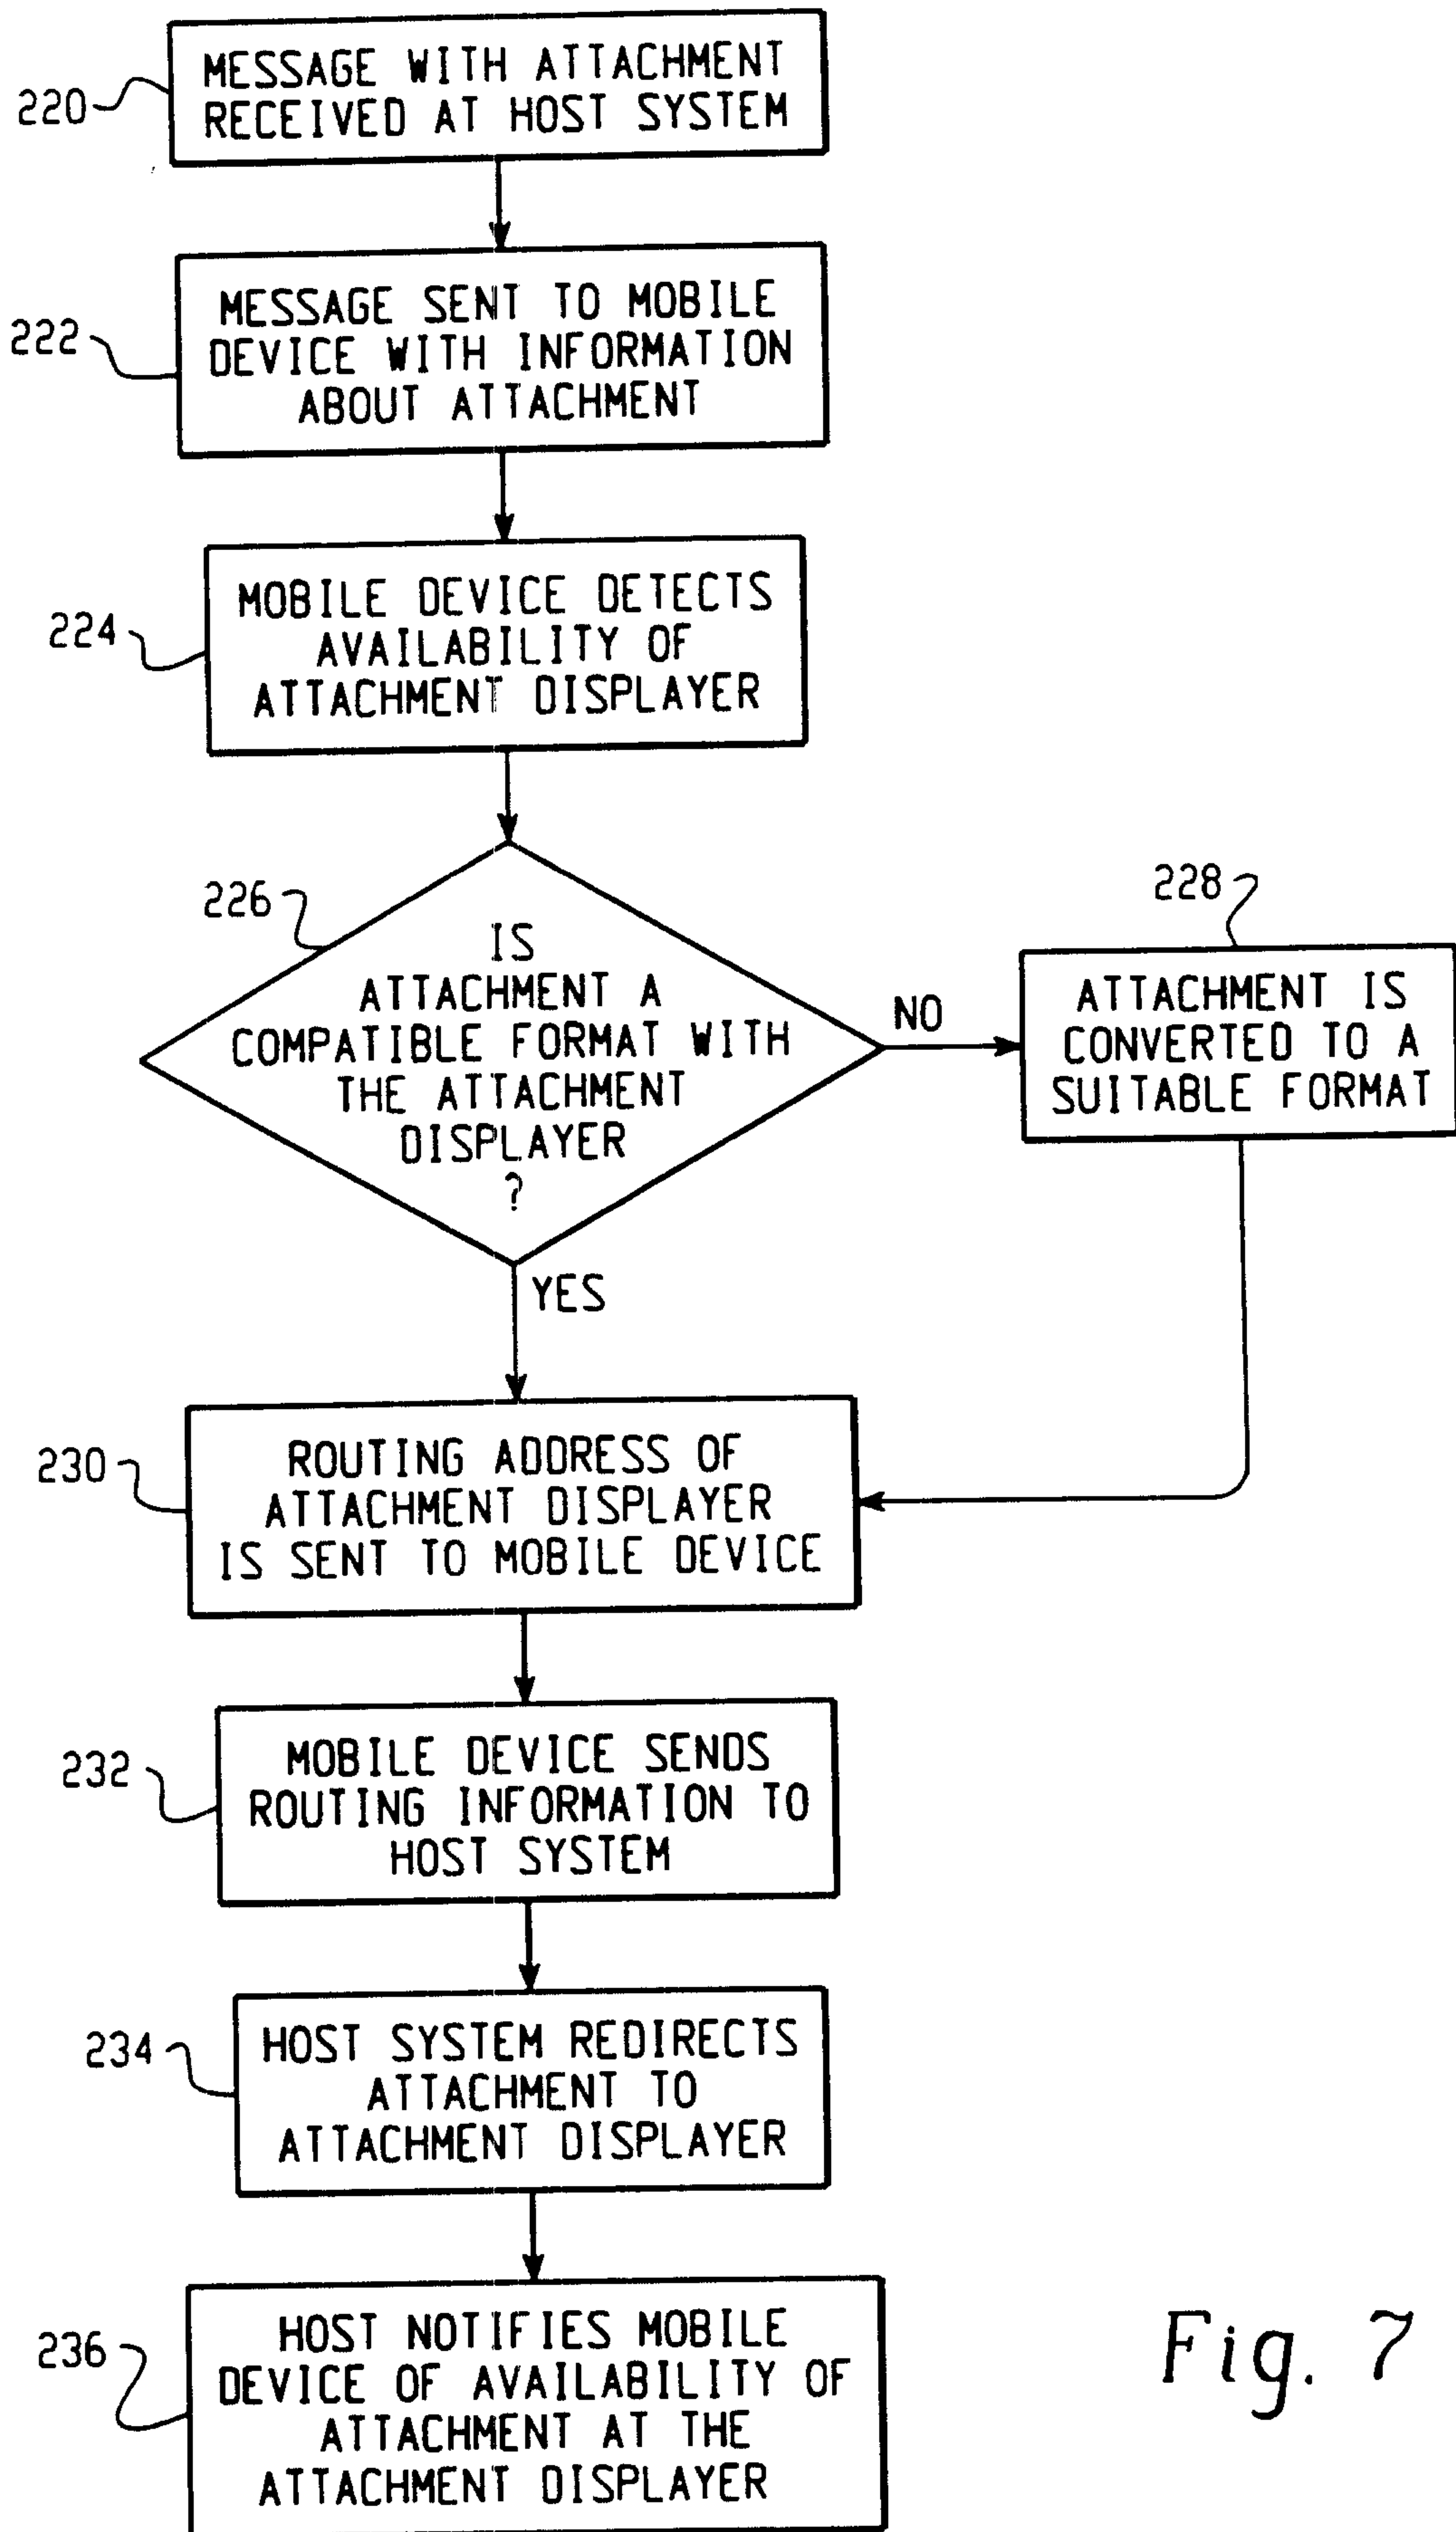 220
MESSAGE WITH ATTACHMENT
RECEIVED AT HOST SYSTEM
222
MESSAGE SENT TO MOBILE
DEVICE WITH INFORMATION
ABOUT ATTACHMENT
224
MOBILE DEVICE DETECTS
AVAILABILITY OF
ATTACHMENT DISPLAYER
226
IS
ATTACHMENT A
COMPATIBLE FORMAT WITH
THE ATTACHMENT
DISPLAYER
?
NO
228
ATTACHMENT IS
CONVERTED TO A
SUITABLE FORMAT
YES
230
ROUTING ADDRESS OF
ATTACHMENT DISPLAYER
IS SENT TO MOBILE DEVICE
232
MOBILE DEVICE SENDS
ROUTING INFORMATION TO
HOST SYSTEM
234
HOST SYSTEM REDIRECTS
ATTACHMENT TO
ATTACHMENT DISPLAYER
236
HOST NOTIFIES MOBILE
DEVICE OF AVAILABILITY OF
ATTACHMENT AT THE
ATTACHMENT DISPLAYER
Fig. 7